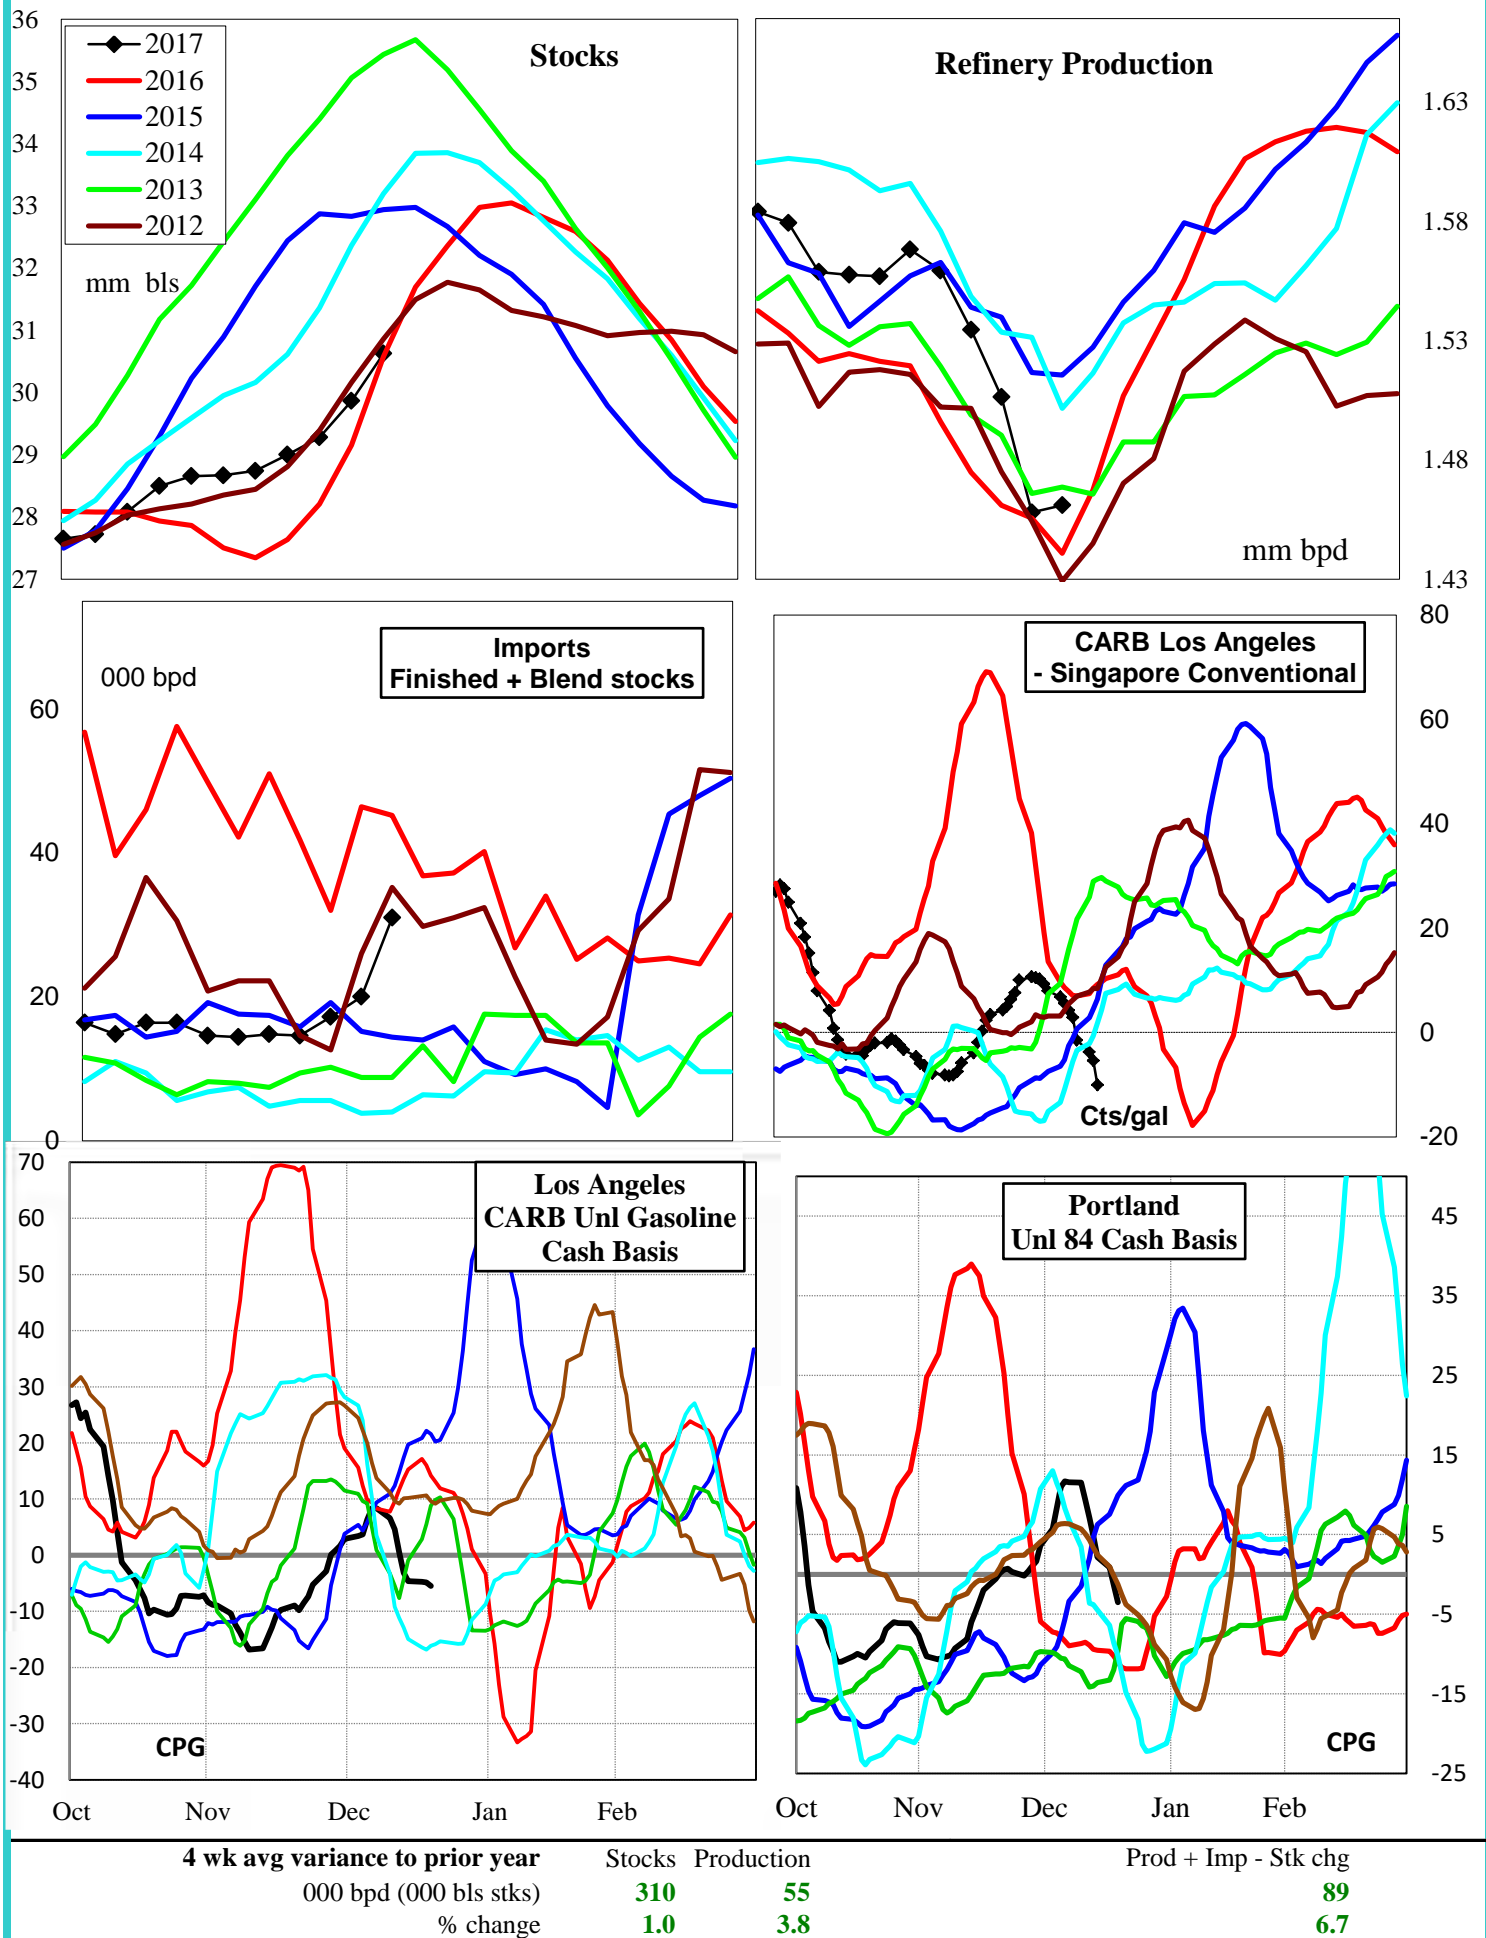 Stocks
36
35
34
33
32
31
30
29
28
27
2017
2016
2015
2014
2013
2012
mm bls
Refinery Production
1.63
1.58
1.53
1.48
1.43
mm bpd
Imports
Finished + Blend stocks
000 bpd
60
40
20
0
CARB Los Angeles
- Singapore Conventional
80
60
40
20
0
-20
Cts/gal
Los Angeles
CARB Unl Gasoline
Cash Basis
70
60
50
40
30
20
10
0
-10
-20
-30
-40
CPG
Oct Nov Dec Jan Feb
Portland
Unl 84 Cash Basis
45
35
25
15
5
-5
-15
-25
CPG
Oct Nov Dec Jan Feb
4 wk avg variance to prior year Stocks Production Prod + Imp - Stk chg
000 bpd (000 bls stks) 310 55 89
% change 1.0 3.8 6.7